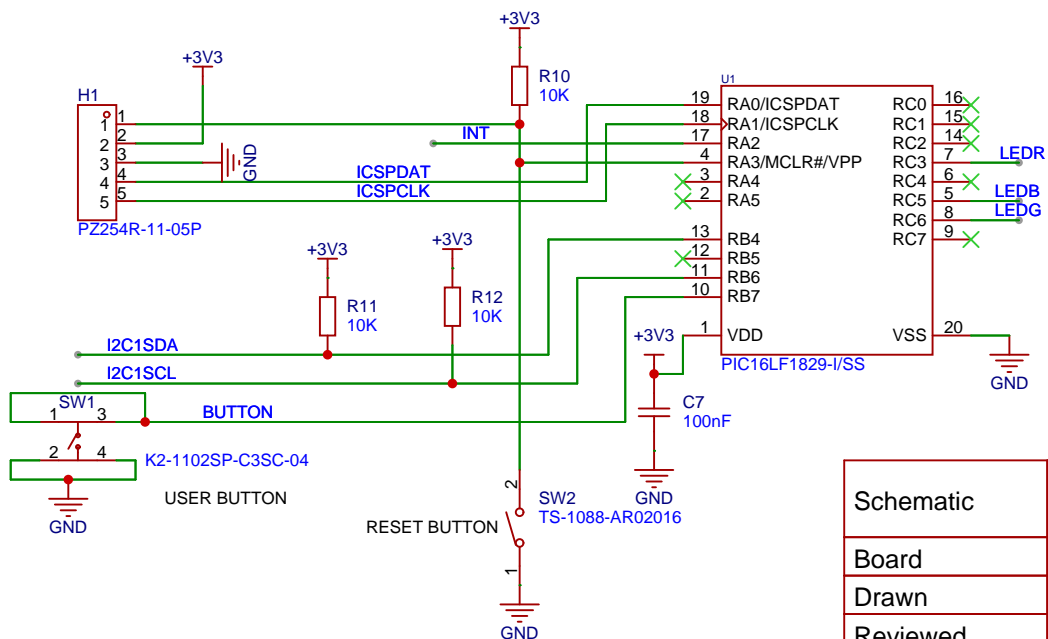 +3V3
+3V3
R10
10K
H1
1
1
2
2
3
3
4
4
5
5
GND
PZ254R-11-05P
INT
ICSPDAT
ICSPCLK
U1
19 RA0/ICSPDAT RC0 16
18 RA1/ICSPCLK RC1 15
17 RA2 RC2 14
4 RA3/MCLR#/VPP RC3 7 LEDR
3 RA4 RC4 6
2 RA5 RC5 5 LEDB
RC6 8 LEDG
13 RB4 RC7 9
12 RB5
11 RB6
10 RB7
1 VDD VSS 20
PIC16LF1829-I/SS
GND
+3V3
R11
10K
+3V3
R12
10K
I2C1SDA
I2C1SCL
SW1
1 3
BUTTON
2 4
K2-1102SP-C3SC-04
USER BUTTON
GND
+3V3
C7
100nF
GND
2
SW2
TS-1088-AR02016
RESET BUTTON
1
GND
Schematic
Board
Drawn
Reviewed